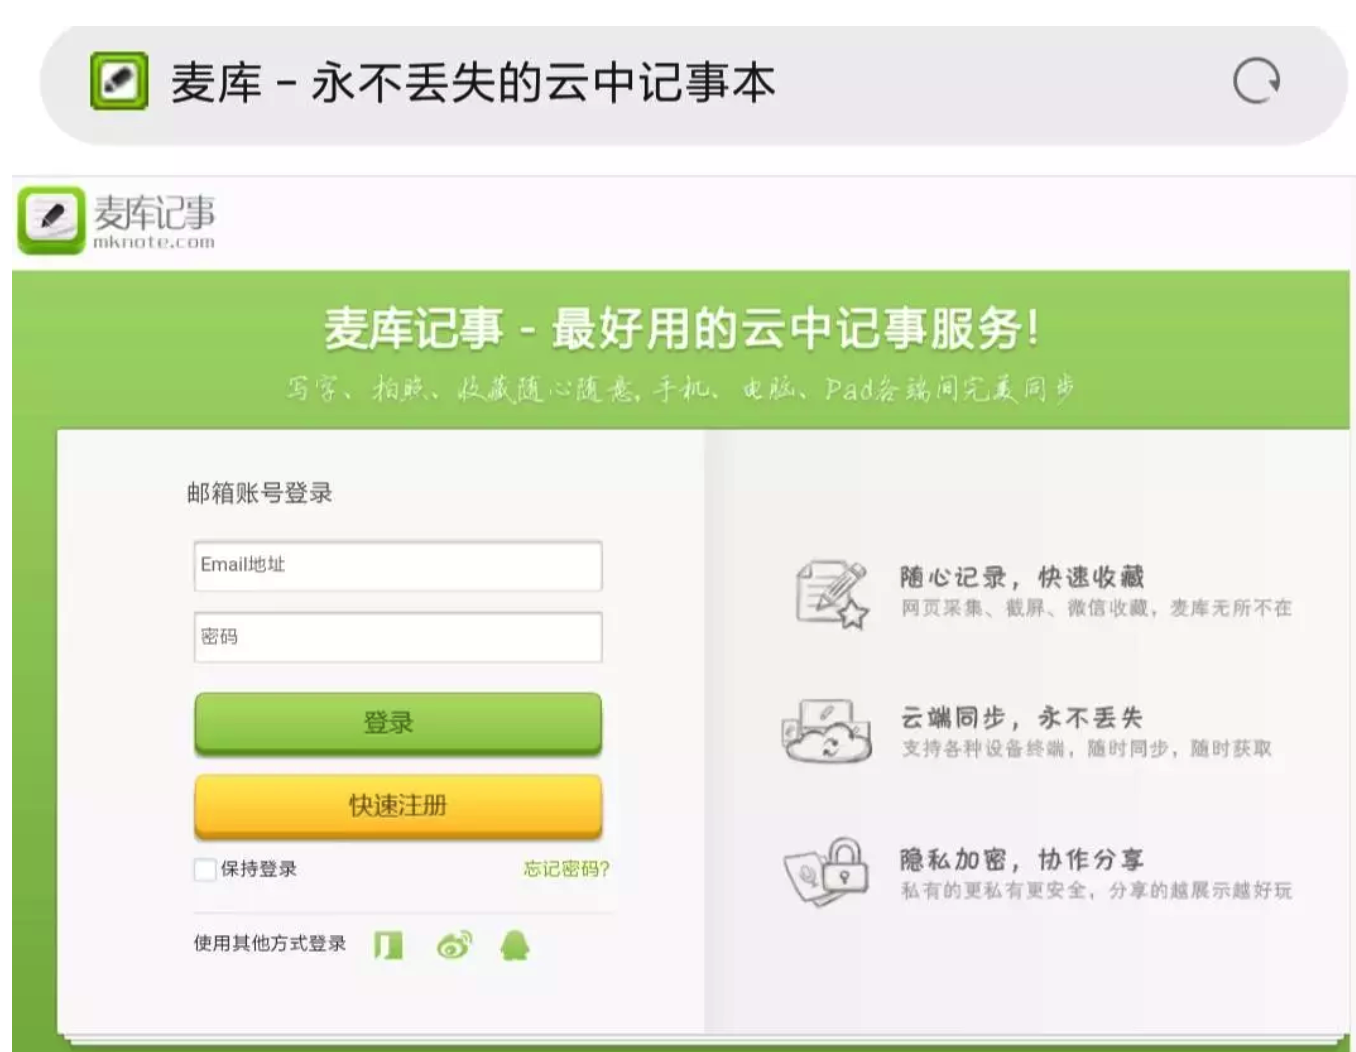 麦库 – 永不丢失的云中记事本
麦库记事
mknote.com
麦库记事 - 最好用的云中记事服务!
写字、拍照、收藏随心随意,手机、电脑、Pad各端间完美同步
邮箱账号登录
Email地址
密码
登录
快速注册
保持登录
忘记密码?
使用其他方式登录
随心记录，快速收藏
网页采集、截屏、微信收藏，麦库无所不在
云端同步，永不丢失
支持各种设备终端，随时同步，随时获取
隐私加密，协作分享
私有的更私有更安全，分享的越展示越好玩